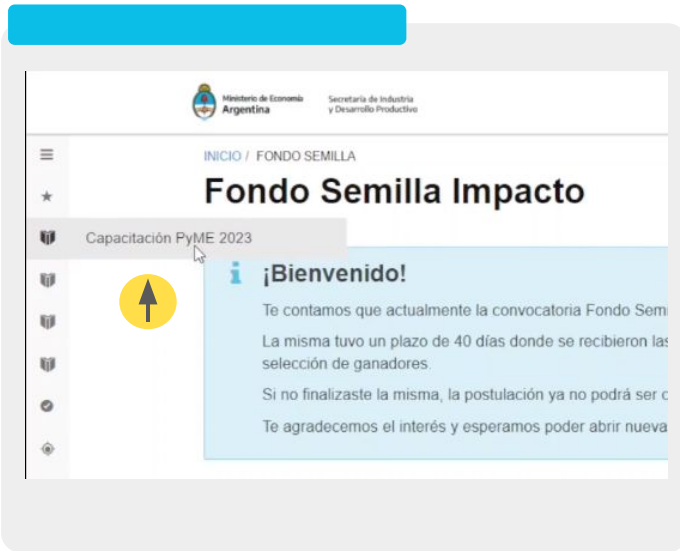 Ministerio de Economía
Argentina
Secretaría de Industria
y Desarrollo Productivo
INICIO / FONDO SEMILLA
Fondo Semilla Impacto
Capacitación PyME 2023
¡Bienvenido!
Te contamos que actualmente la convocatoria Fondo Semi
La misma tuvo un plazo de 40 días donde se recibieron las
selección de ganadores.
Si no finalizaste la misma, la postulación ya no podrá ser c
Te agradecemos el interés y esperamos poder abrir nueva